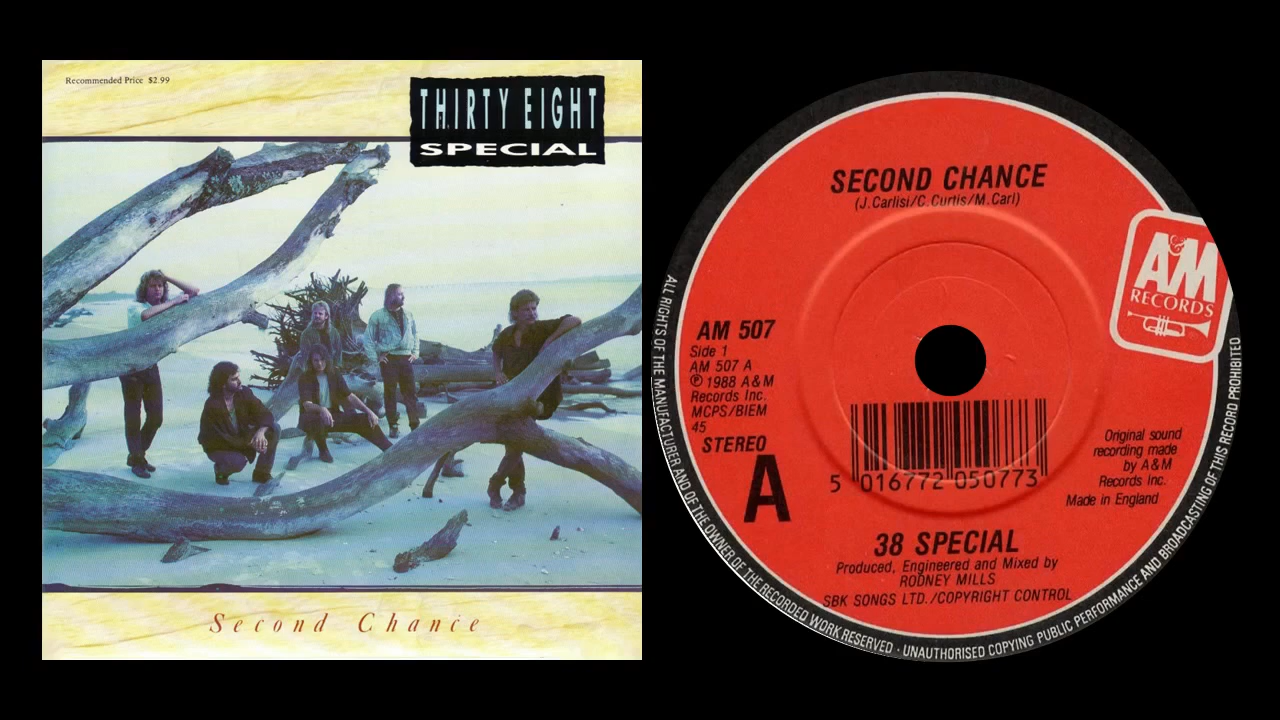 Recommended Price $2.99
THIRTY EIGHT
SPECIAL
Second Chance
SECOND CHANCE
(J. Carlisi/C. Curtis/M. Carl)
A&M
RECORDS
AM 507
Side 1
AM 507 A
℗ 1988 A&M
Records Inc.
MCPS/BIEM
45
STEREO
A
5 016772 050773
Original sound
recording made
by A&M
Records Inc.
Made in England
38 SPECIAL
Produced, Engineered and Mixed by
RODNEY MILLS
SBK SONGS LTD./COPYRIGHT CONTROL
ALL RIGHTS OF THE MANUFACTURER AND OF THE OWNER OF THE RECORDED WORK RESERVED · UNAUTHORISED COPYING PUBLIC PERFORMANCE AND BROADCASTING OF THIS RECORD PROHIBITED